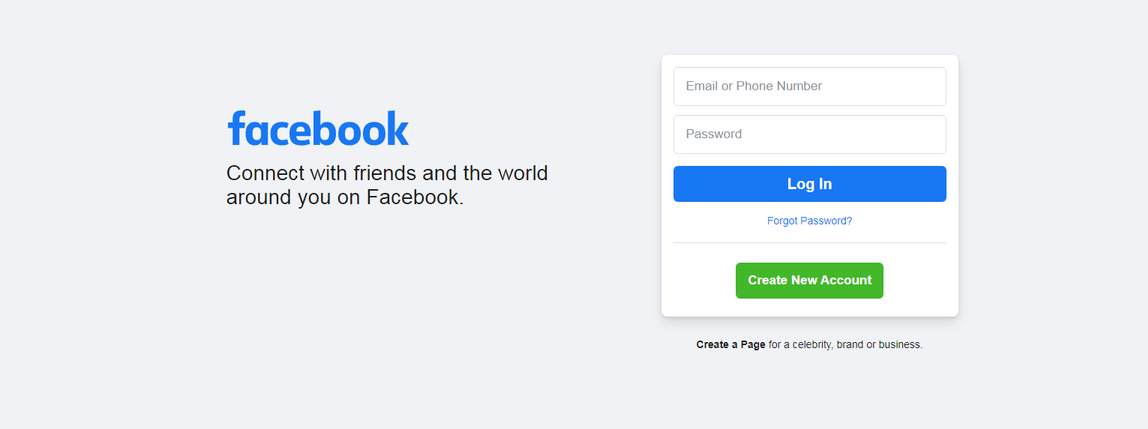 facebook
Connect with friends and the world
around you on Facebook.
Email or Phone Number
Password
Log In
Forgot Password?
Create New Account
Create a Page for a celebrity, brand or business.